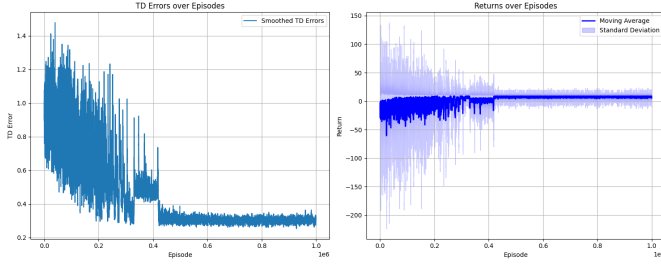 TD Errors over Episodes
Smoothed TD Errors
1.4
1.2
1.0
0.8
0.6
0.4
0.2
TD Error
0.0
0.2
0.4
0.6
0.8
1.0
1e6
Episode
Returns over Episodes
Moving Average
Standard Deviation
150
100
50
0
−50
−100
−150
−200
Return
0.0
0.2
0.4
0.6
0.8
1.0
Episode